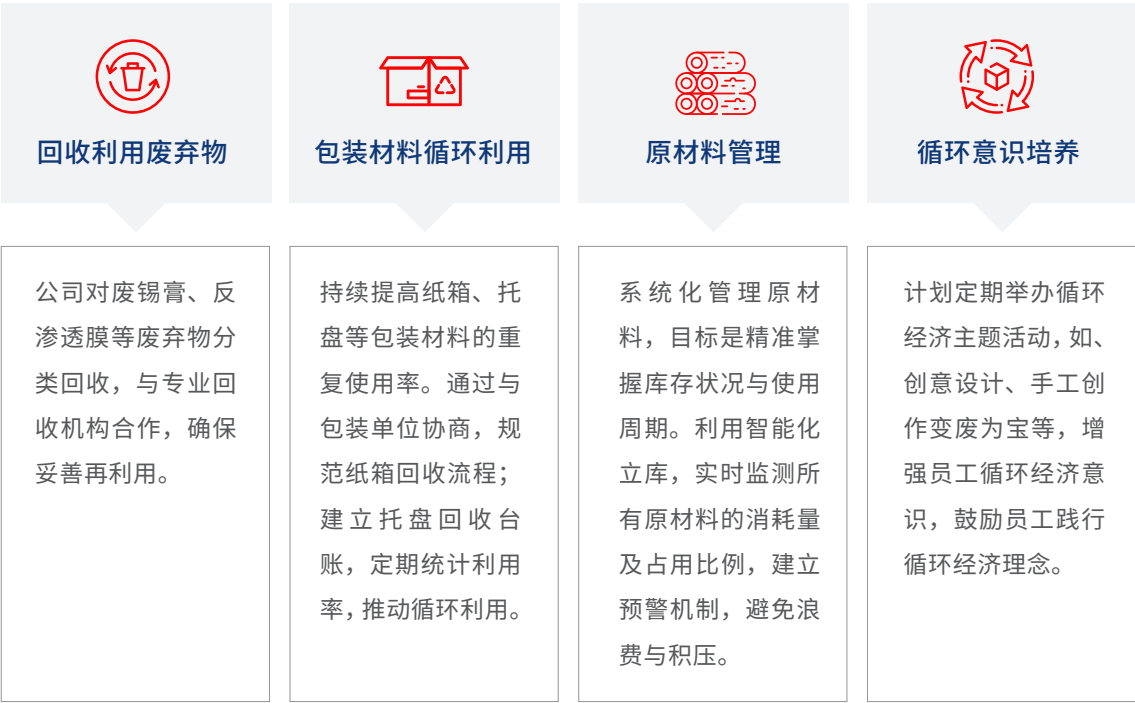 回收利用废弃物
公司对废锡膏、反
渗透膜等废弃物分
类回收，与专业回
收机构合作，确保
妥善再利用。
包装材料循环利用
持续提高纸箱、托
盘等包装材料的重
复使用率。通过与
包装单位协商，规
范纸箱回收流程；
建立托盘回收台
账，定期统计利用
率，推动循环利用。
原材料管理
系统化管理原材
料，目标是精准掌
握库存状况与使用
周期。利用智能化
立库，实时监测所
有原材料的消耗量
及占用比例，建立
预警机制，避免浪
费与积压。
循环意识培养
计划定期举办循环
经济主题活动，如、
创意设计、手工创
作变废为宝等，增
强员工循环经济意
识，鼓励员工践行
循环经济理念。